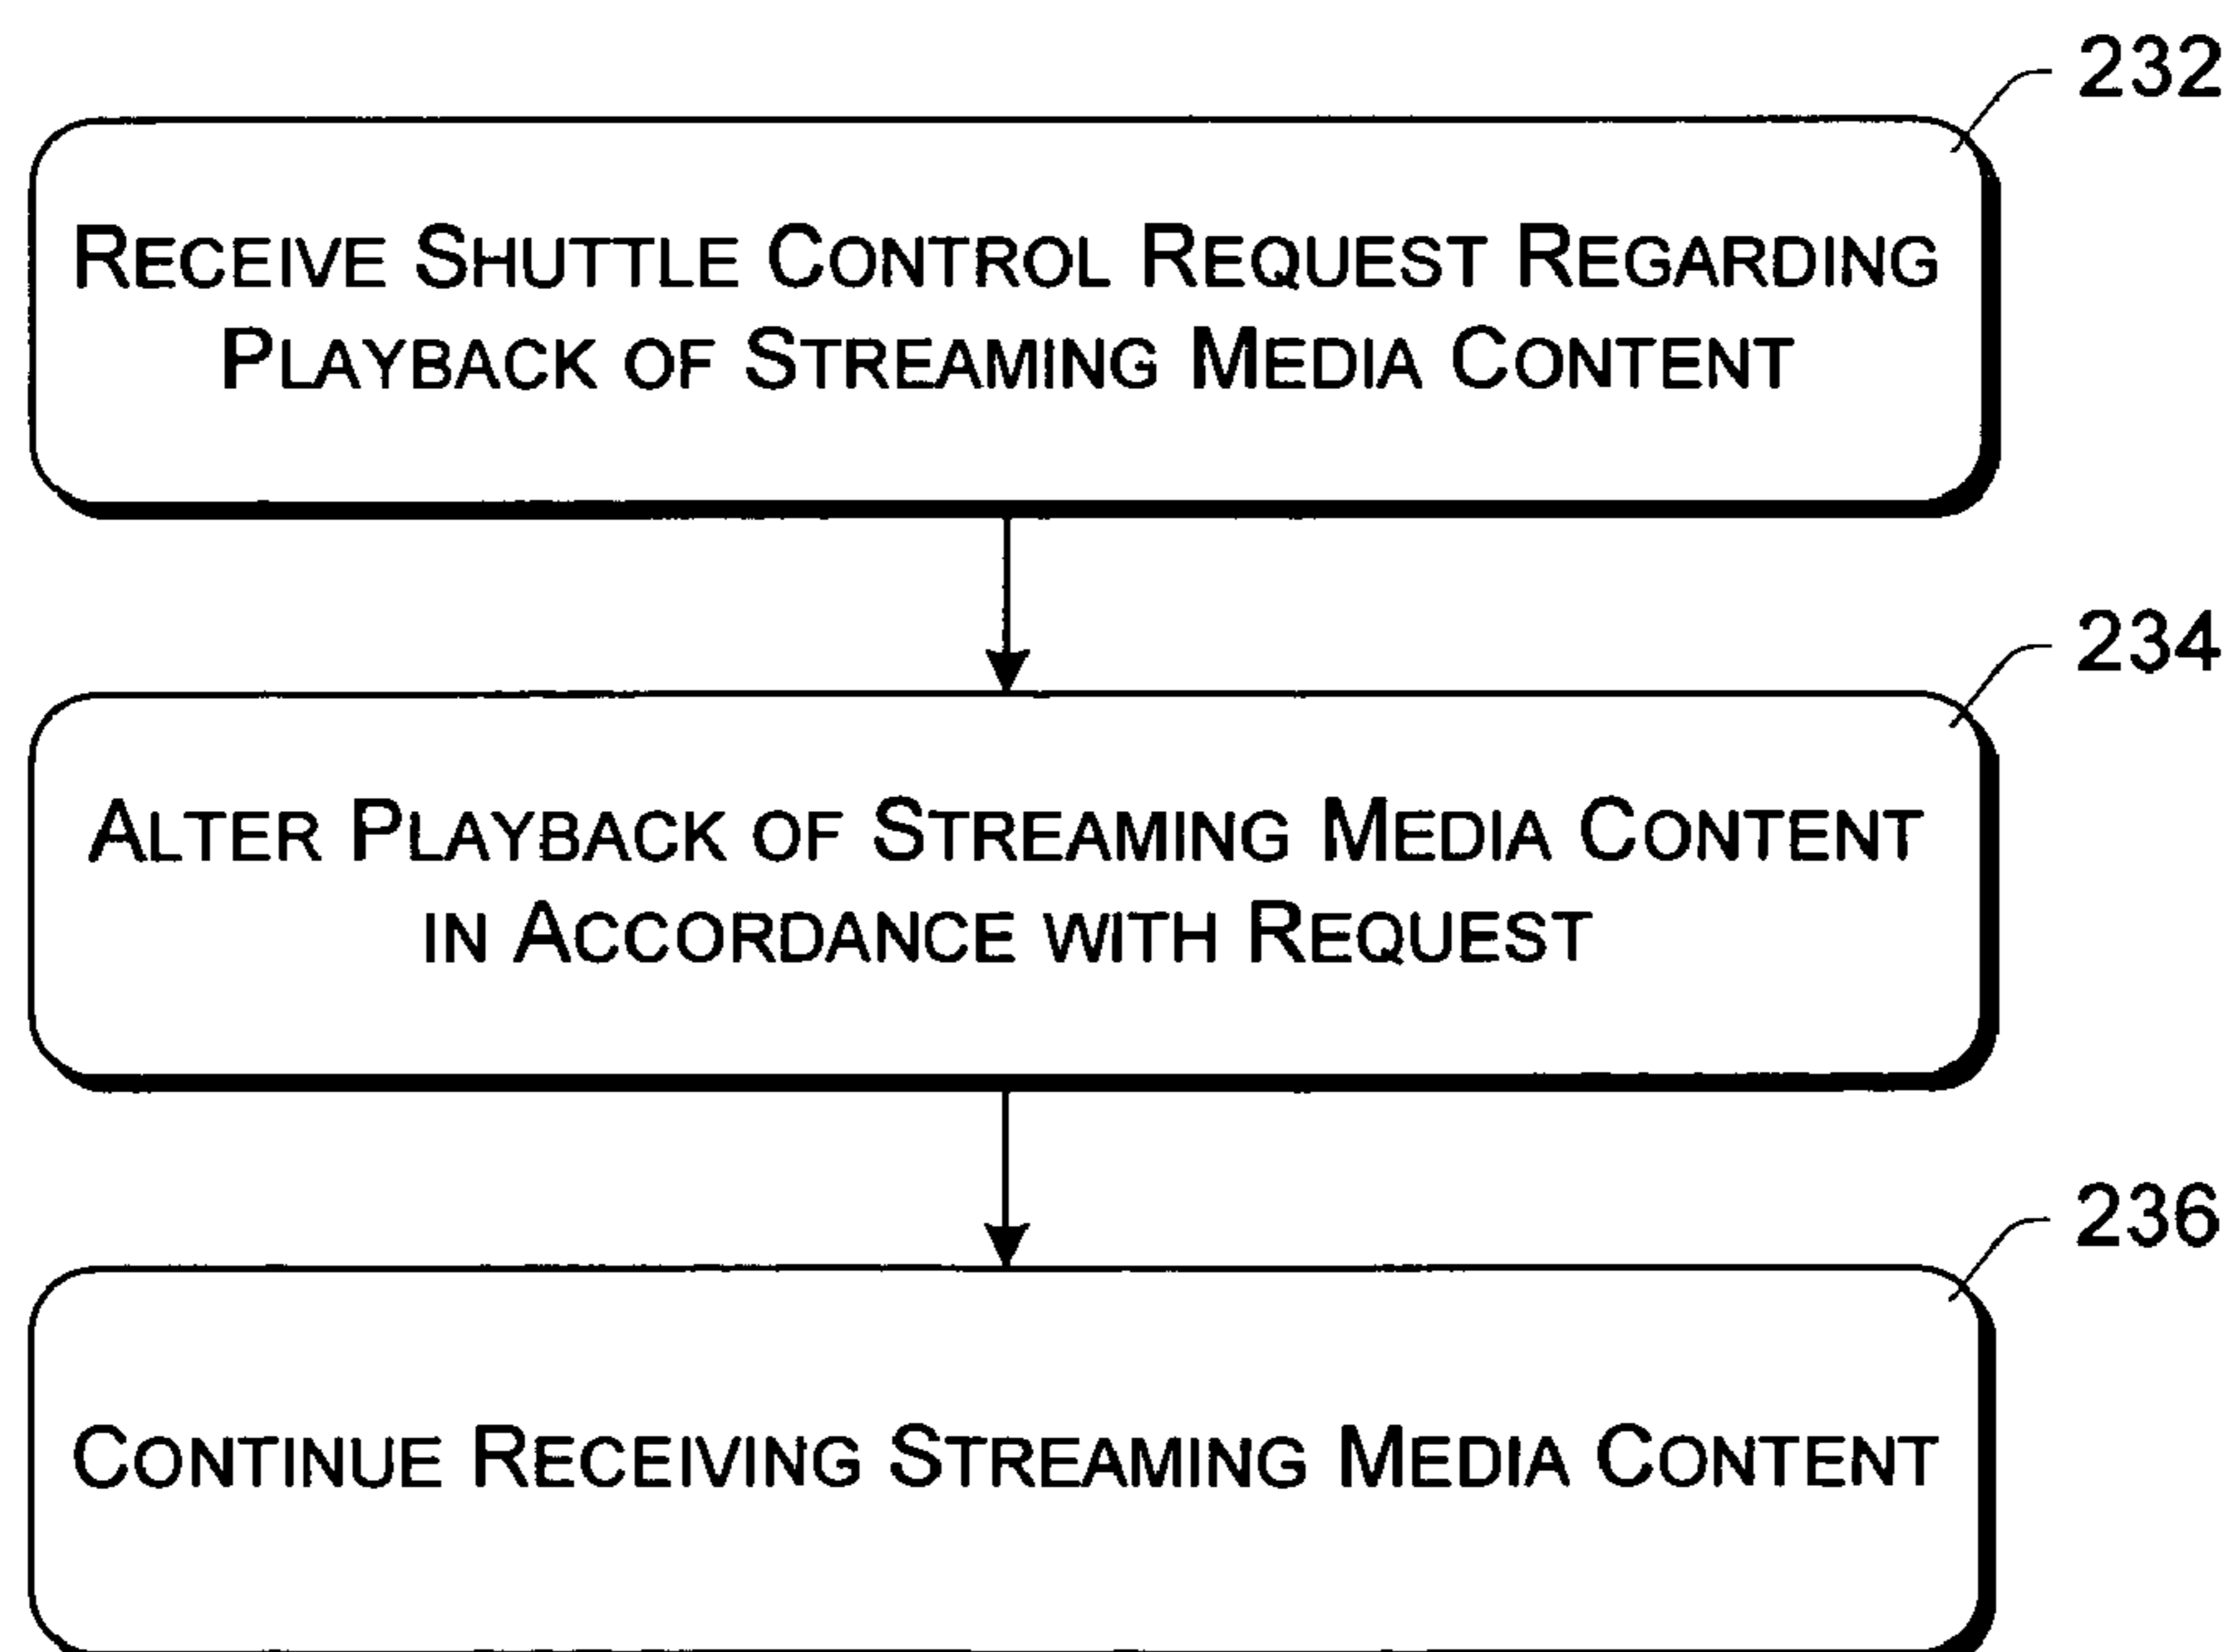 232
RECEIVE SHUTTLE CONTROL REQUEST REGARDING
PLAYBACK OF STREAMING MEDIA CONTENT
234
ALTER PLAYBACK OF STREAMING MEDIA CONTENT
IN ACCORDANCE WITH REQUEST
236
CONTINUE RECEIVING STREAMING MEDIA CONTENT